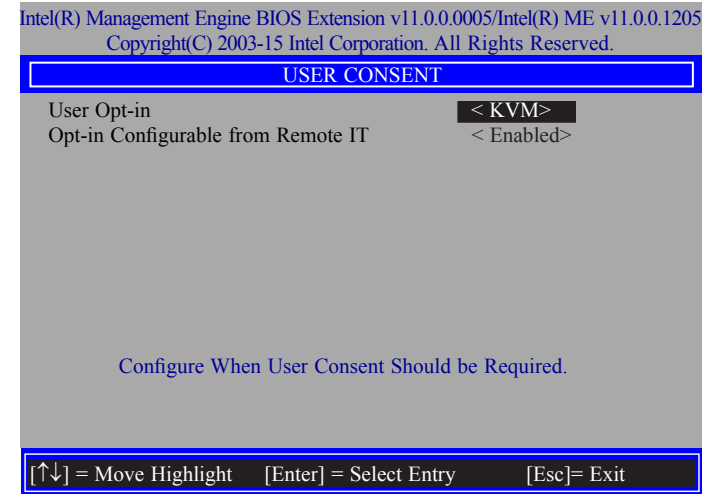 Intel(R) Management Engine BIOS Extension v11.0.0.0005/Intel(R) ME v11.0.0.1205
Copyright(C) 2003-15 Intel Corporation. All Rights Reserved.
USER CONSENT
User Opt-in < KVM>
Opt-in Configurable from Remote IT < Enabled>
Configure When User Consent Should be Required.
[↑↓] = Move Highlight [Enter] = Select Entry [Esc]= Exit